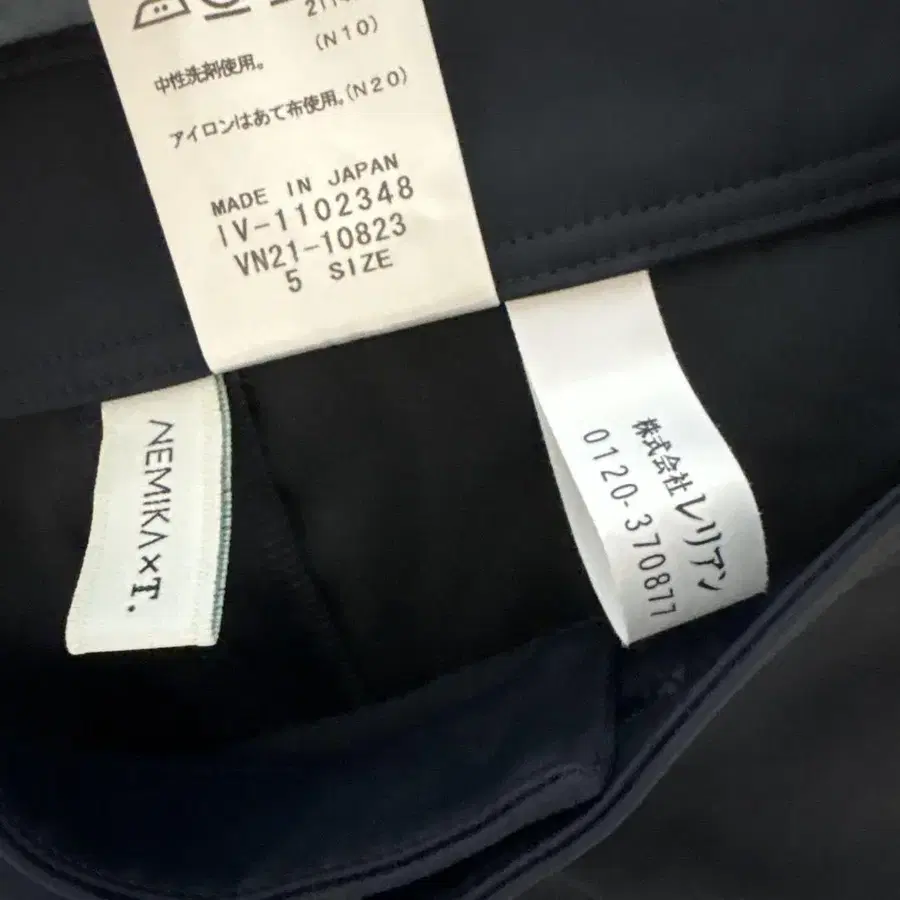 (N10)
中性洗剤使用。
アイロンはあて布使用。(N20)
MADE IN JAPAN
IV-1102348
VN21-10823
5 SIZE
NEMIKA×T.
株式会社レリアン
0120-370877